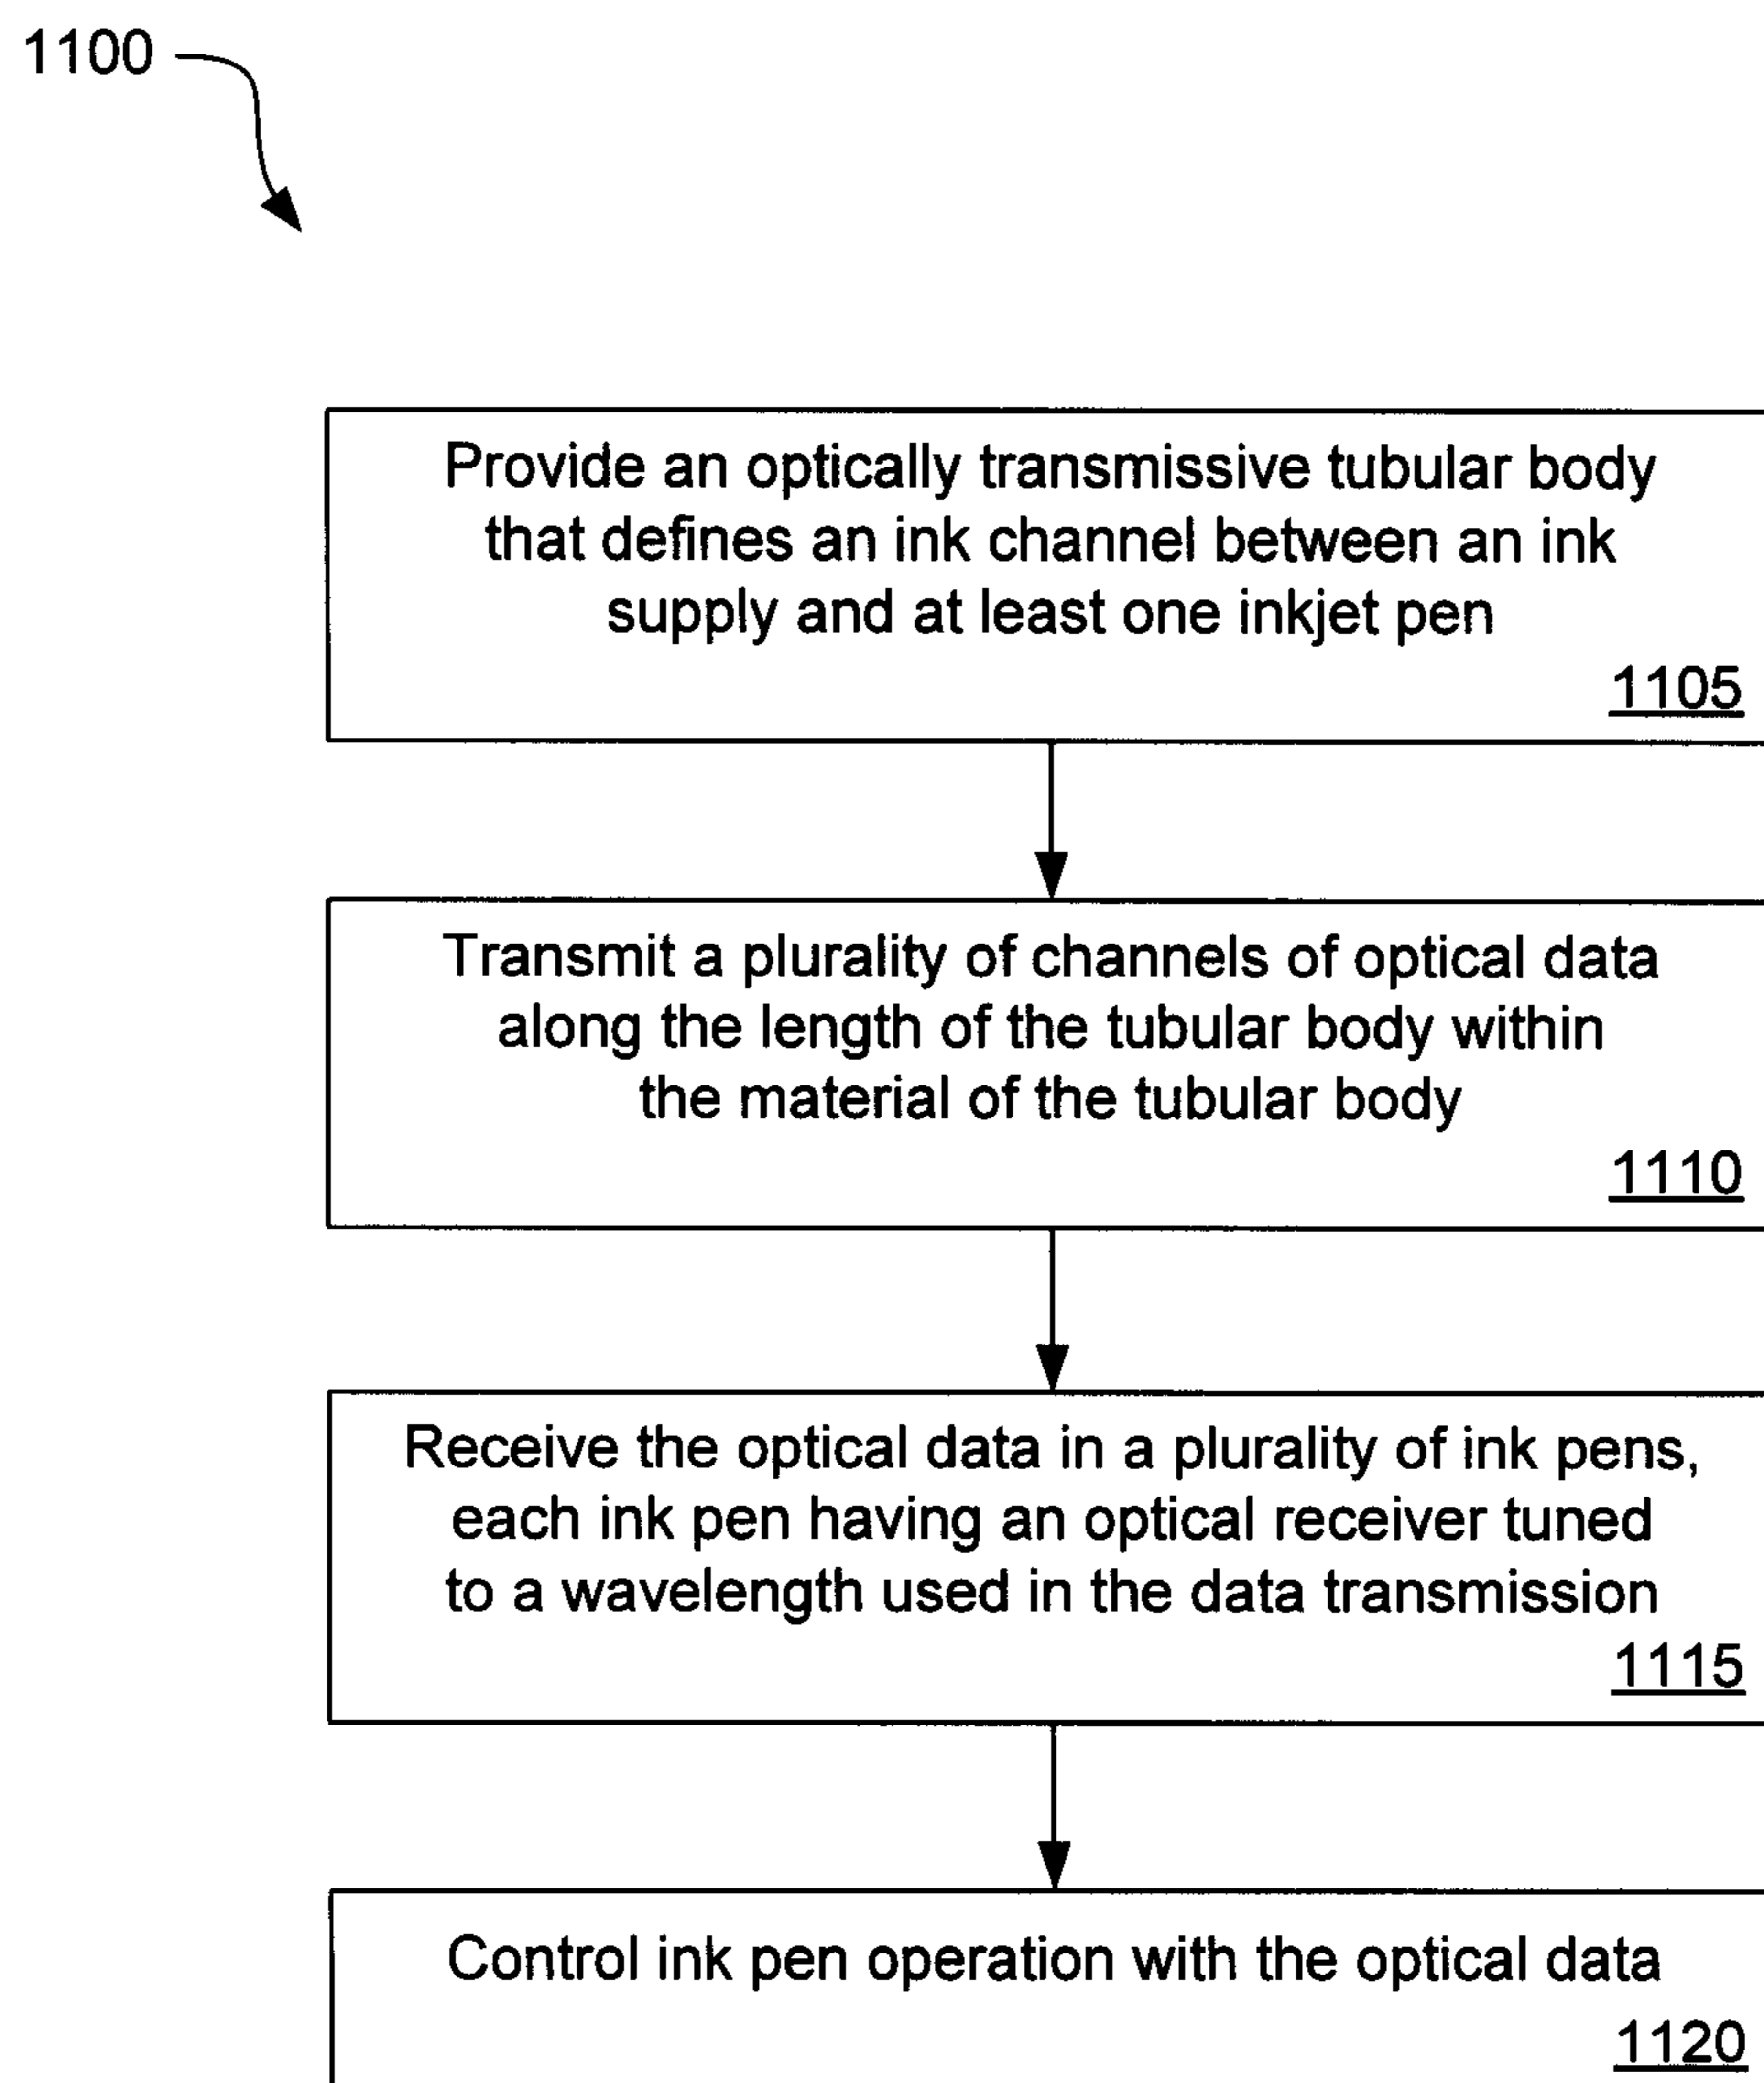 1100
Provide an optically transmissive tubular body
that defines an ink channel between an ink
supply and at least one inkjet pen
1105
Transmit a plurality of channels of optical data
along the length of the tubular body within
the material of the tubular body
1110
Receive the optical data in a plurality of ink pens,
each ink pen having an optical receiver tuned
to a wavelength used in the data transmission
1115
Control ink pen operation with the optical data
1120